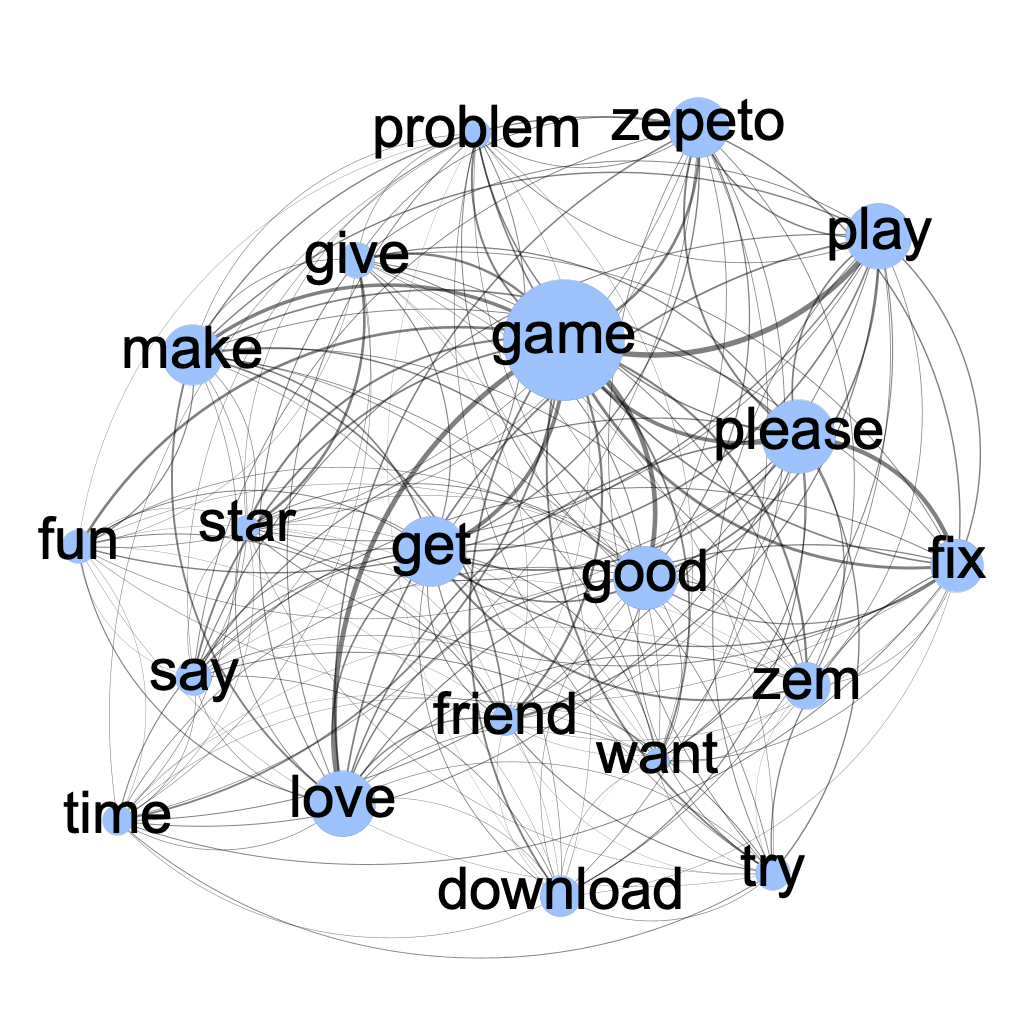 problem
zepeto
play
give
game
make
please
star
fun
get
good
fix
say
zem
friend
want
love
time
try
download